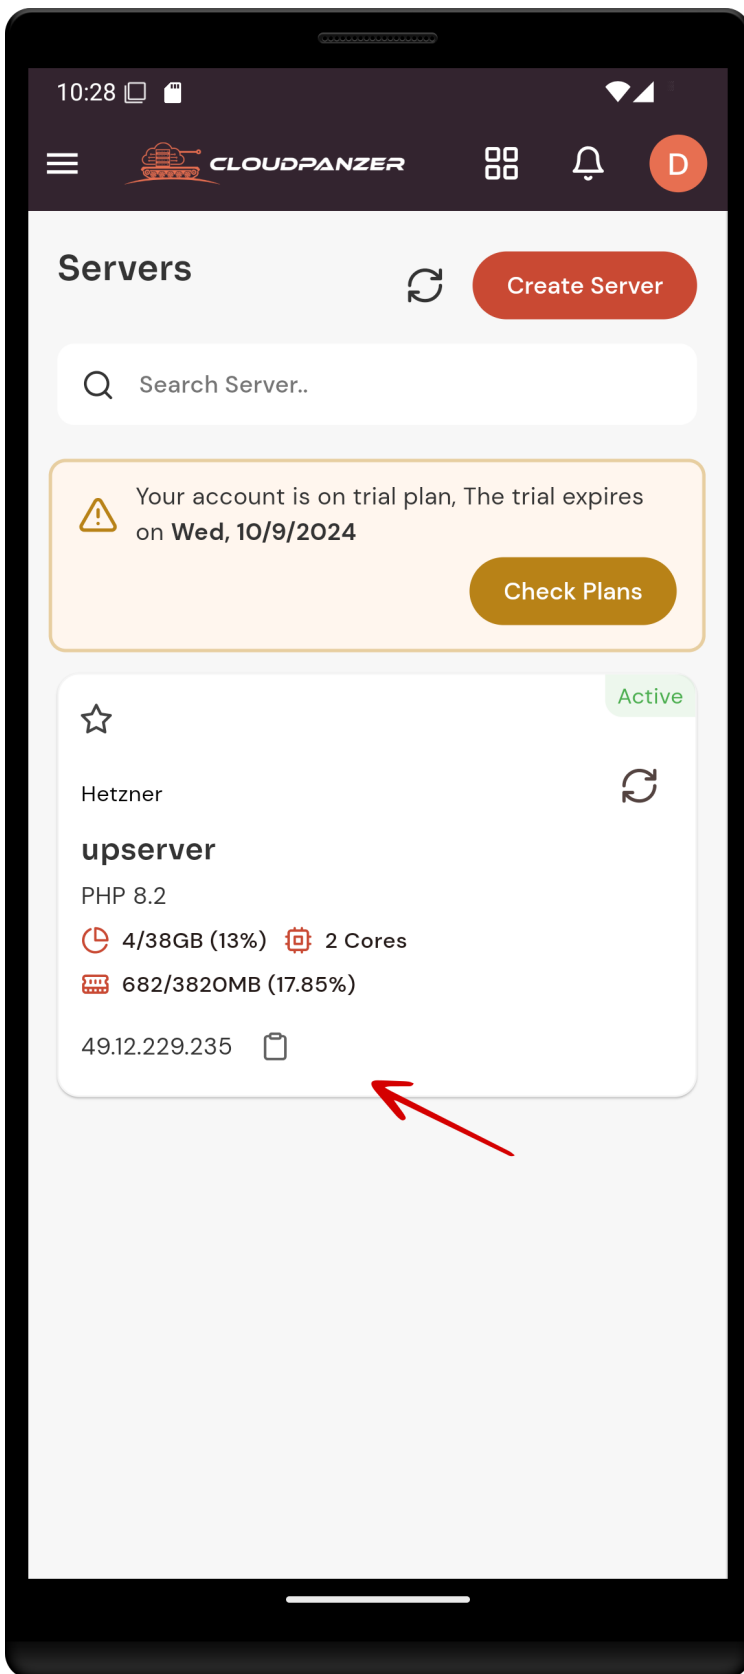 10:28
CLOUDPANZER
D
Servers
Create Server
Search Server..
Your account is on trial plan, The trial expires
on Wed, 10/9/2024
Check Plans
Active
Hetzner
upserver
PHP 8.2
4/38GB (13%) 2 Cores
682/3820MB (17.85%)
49.12.229.235